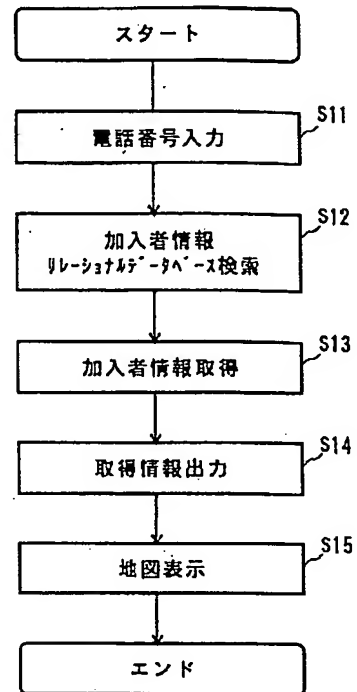 スタート
S11
電話番号入力
S12
加入者情報
ﾘﾚｰｼｮﾅﾙﾃﾞｰﾀﾍﾞｰｽ検索
S13
加入者情報取得
S14
取得情報出力
S15
地図表示
エンド